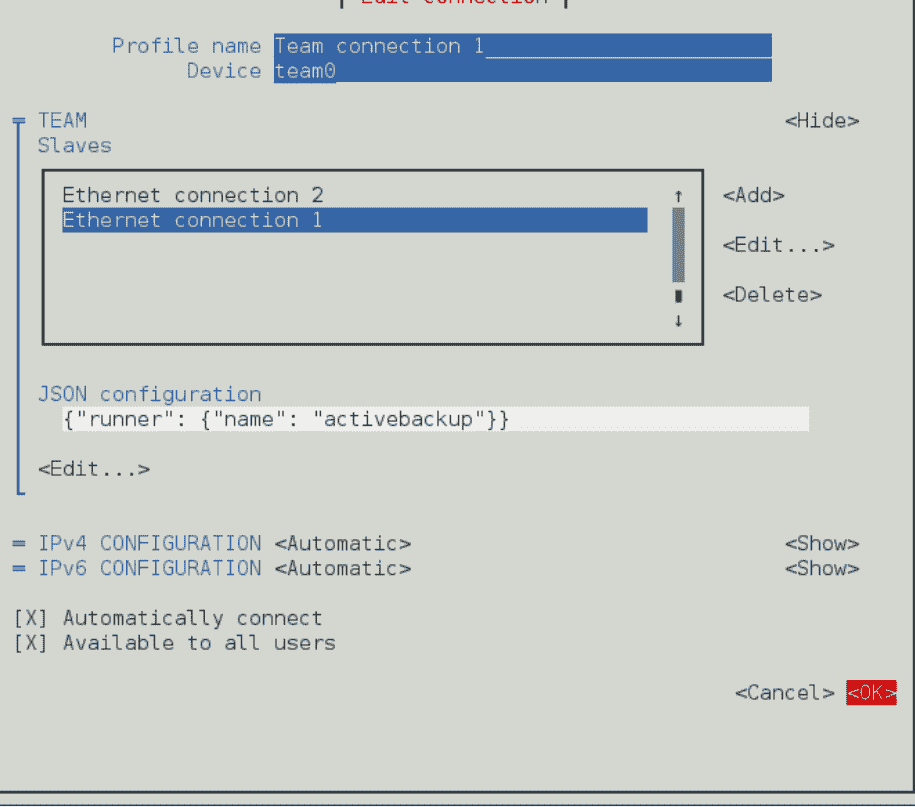 Edit connection
Profile name Team connection 1
Device team0
TEAM <Hide>
Slaves
Ethernet connection 2 ↑ <Add>
Ethernet connection 1
<Edit...>
<Delete>
↓
JSON configuration
{"runner": {"name": "activebackup"}}
<Edit...>
= IPv4 CONFIGURATION <Automatic> <Show>
= IPv6 CONFIGURATION <Automatic> <Show>
[X] Automatically connect
[X] Available to all users
<Cancel> <OK>